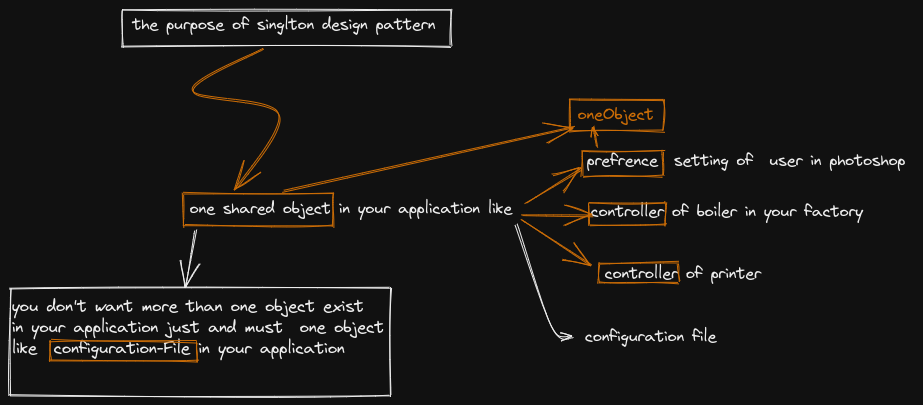 the purpose of singlton design pattern
oneObject
prefrence setting of user in photoshop
one shared object in your application like
controller of boiler in your factory
controller of printer
you don't want more than one object exist
in your application just and must one object
like configuration-File in your application
configuration file